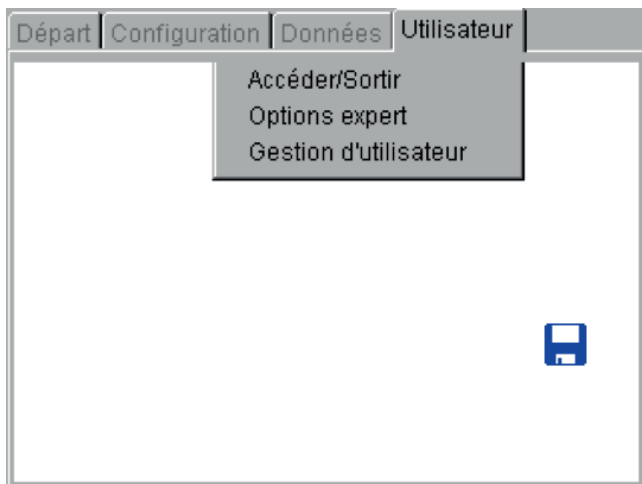 Départ Configuration Données Utilisateur
Accéder/Sortir
Options expert
Gestion d'utilisateur